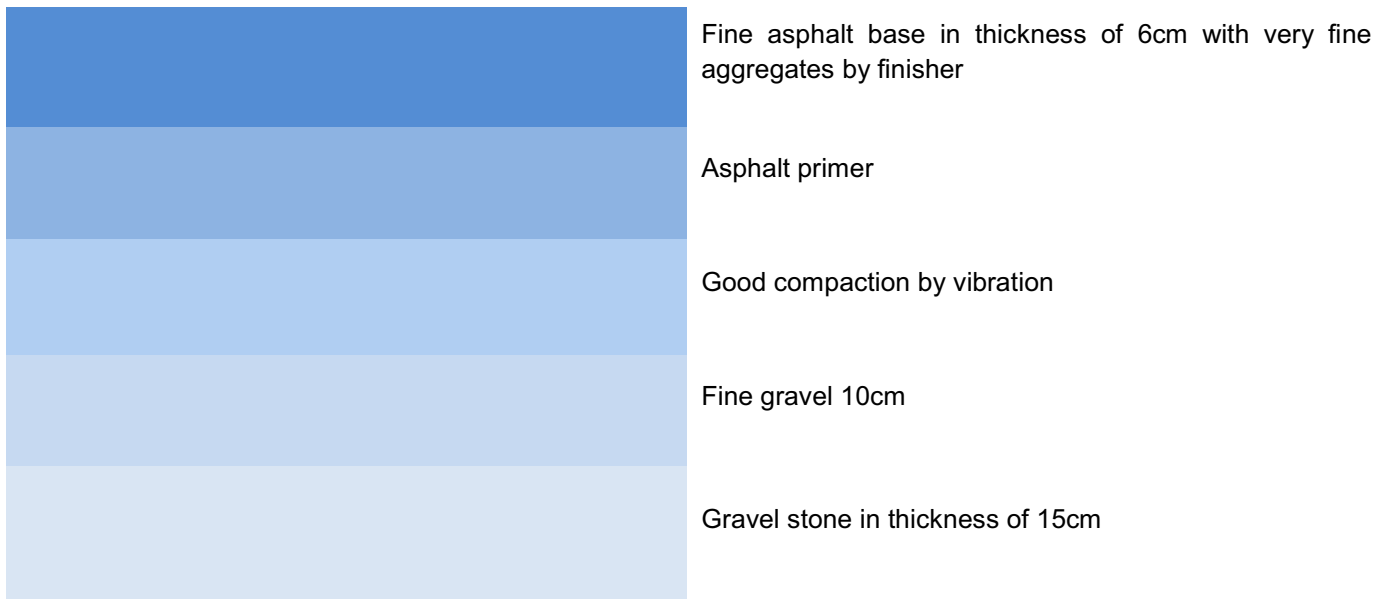 Fine asphalt base in thickness of 6cm with very fine
aggregates by finisher
Asphalt primer
Good compaction by vibration
Fine gravel 10cm
Gravel stone in thickness of 15cm